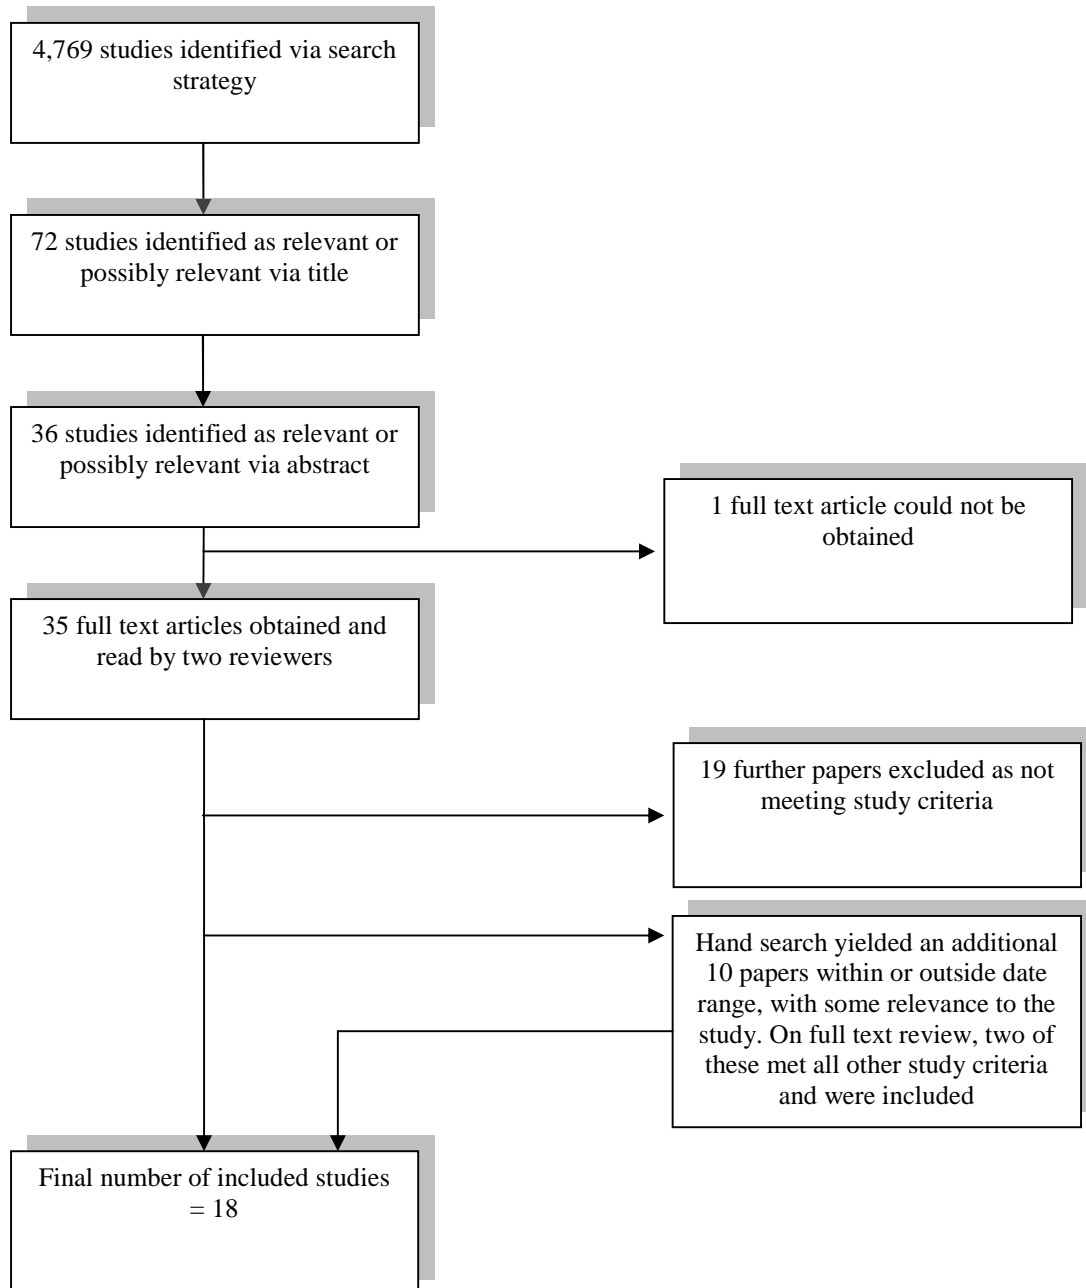 4,769 studies identified via search
strategy
72 studies identified as relevant or
possibly relevant via title
36 studies identified as relevant or
possibly relevant via abstract
1 full text article could not be
obtained
35 full text articles obtained and
read by two reviewers
19 further papers excluded as not
meeting study criteria
Hand search yielded an additional
10 papers within or outside date
range, with some relevance to the
study. On full text review, two of
these met all other study criteria
and were included
Final number of included studies
= 18